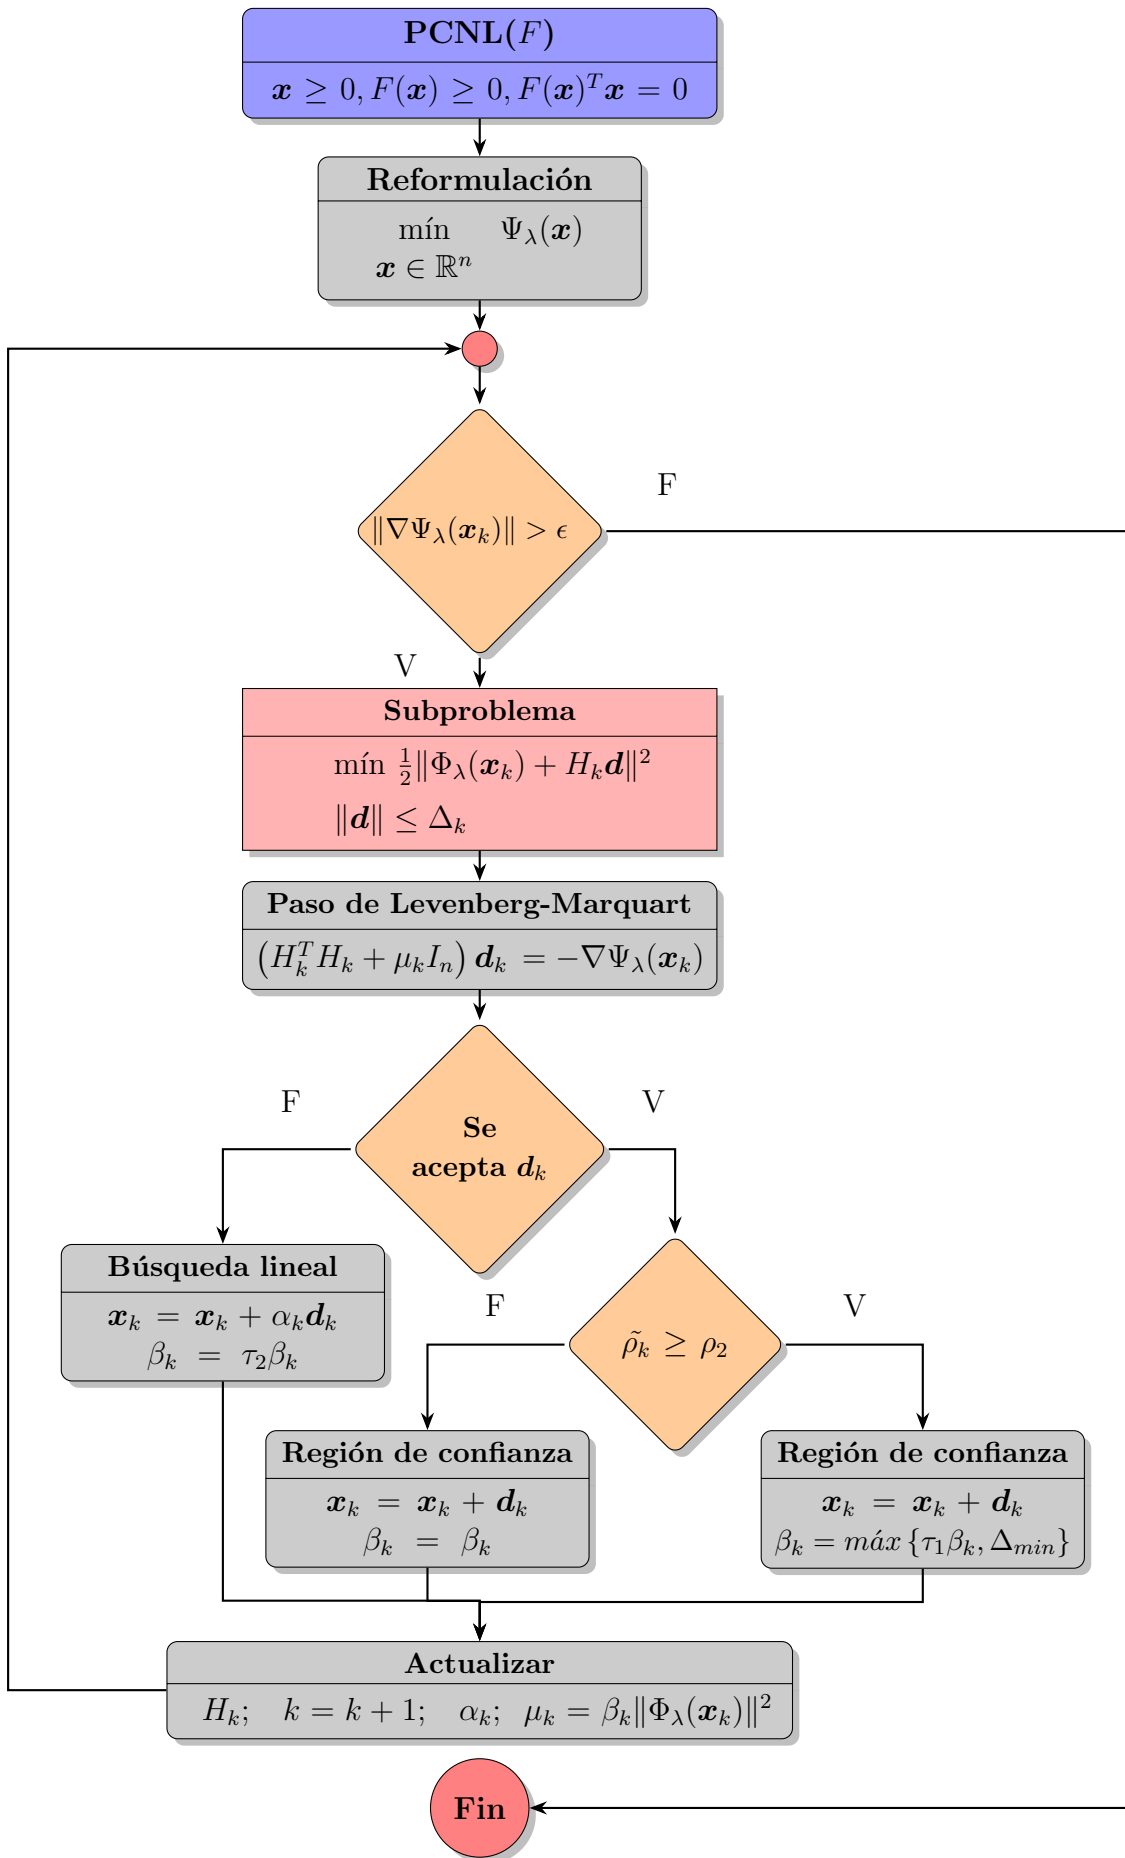 PCNL(F)
x ≥ 0, F(x) ≥ 0, F(x)^T x = 0
Reformulación
mín Ψ_λ(x)
x ∈ ℝ^n
F
‖∇Ψ_λ(x_k)‖ > ϵ
V
Subproblema
mín ½‖Φ_λ(x_k) + H_k d‖²
‖d‖ ≤ Δ_k
Paso de Levenberg-Marquart
(H_k^T H_k + μ_k I_n) d_k = −∇Ψ_λ(x_k)
F
V
Se
acepta d_k
Búsqueda lineal
x_k = x_k + α_k d_k
β_k = τ_2 β_k
F
V
ρ̃_k ≥ ρ_2
Región de confianza
x_k = x_k + d_k
β_k = β_k
Región de confianza
x_k = x_k + d_k
β_k = máx {τ_1 β_k, Δ_min}
Actualizar
H_k; k = k + 1; α_k; μ_k = β_k‖Φ_λ(x_k)‖²
Fin